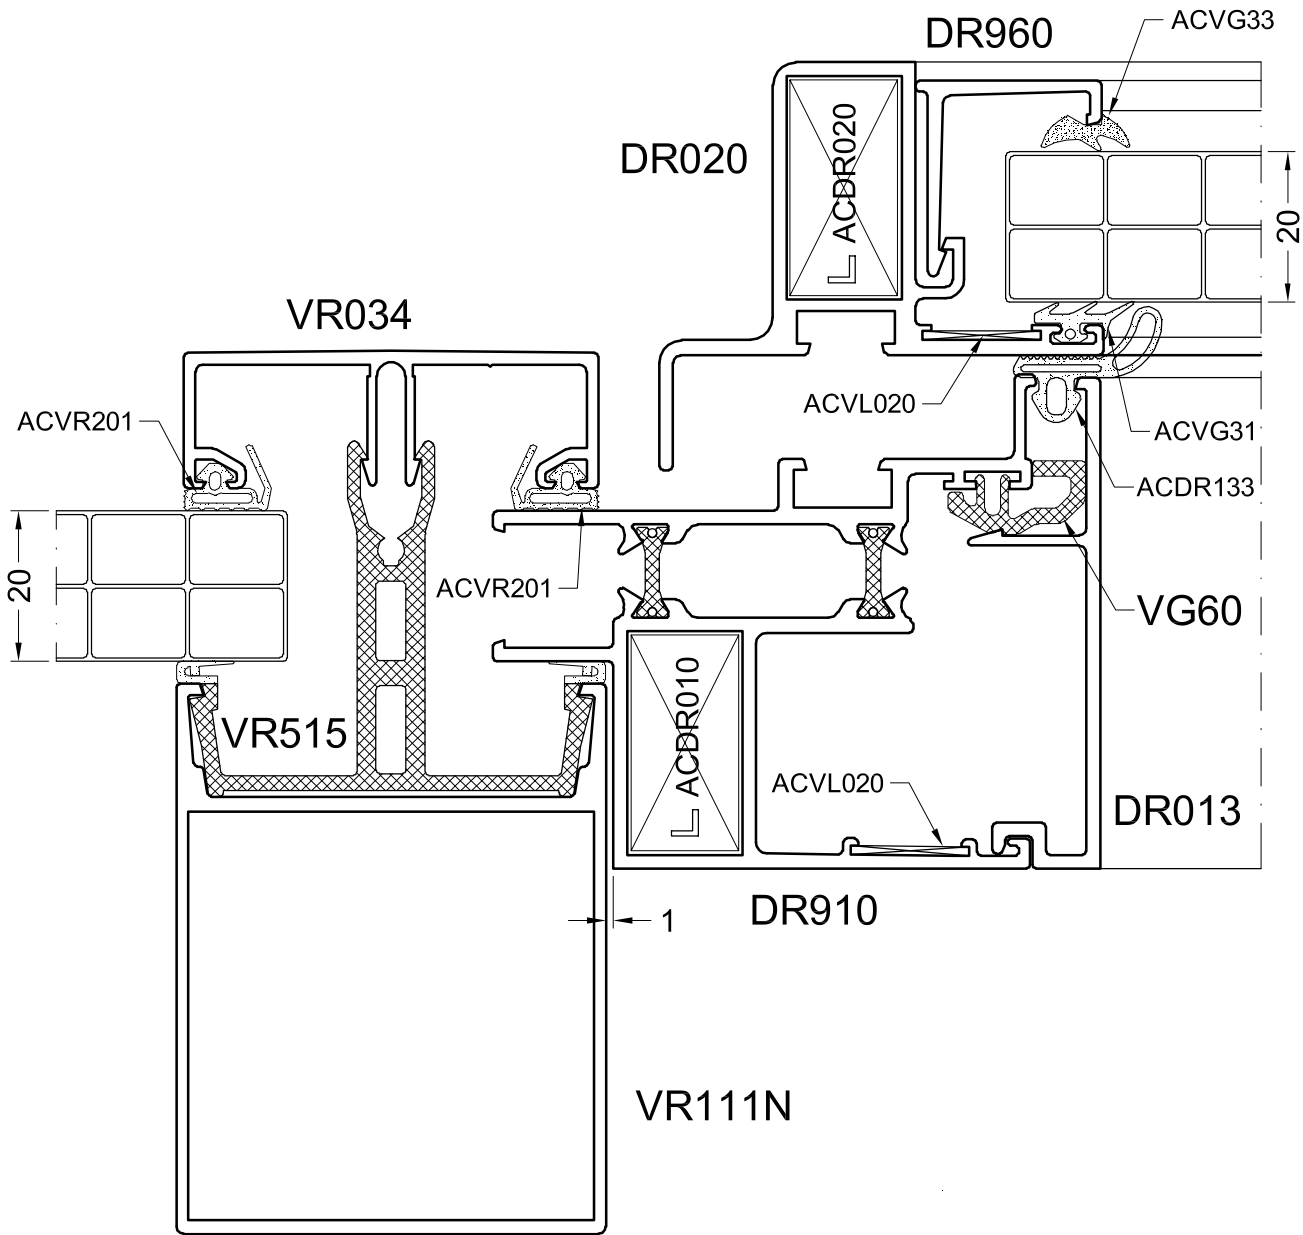 ACVG33
DR960
DR020
L ACDR020
20
VR034
ACVL020
ACVR201
ACVG31
ACDR133
20
ACVR201
VG60
VR515
L ACDR010
ACVL020
DR013
DR910
1
VR111N